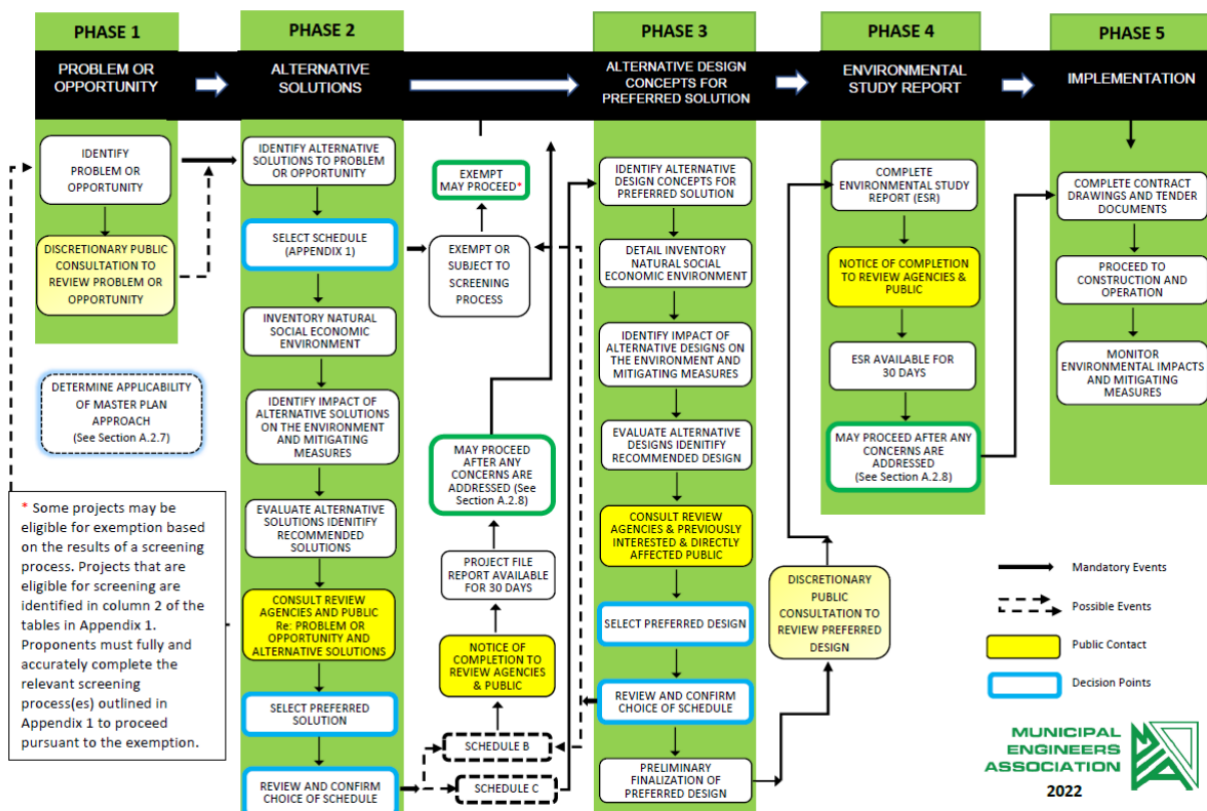 PHASE 1
PROBLEM OR
OPPORTUNITY
IDENTIFY
PROBLEM OR
OPPORTUNITY
DISCRETIONARY PUBLIC
CONSULTATION TO
REVIEW PROBLEM OR
OPPORTUNITY
DETERMINE APPLICABILITY
OF MASTER PLAN
APPROACH
(See Section A.2.7)
* Some projects may be
eligible for exemption based
on the results of a screening
process. Projects that are
eligible for screening are
identified in column 2 of the
tables in Appendix 1.
Proponents must fully and
accurately complete the
relevant screening
process(es) outlined in
Appendix 1 to proceed
pursuant to the exemption.
PHASE 2
ALTERNATIVE
SOLUTIONS
IDENTIFY ALTERNATIVE
SOLUTIONS TO PROBLEM
OR OPPORTUNITY
SELECT SCHEDULE
(APPENDIX 1)
INVENTORY NATURAL
SOCIAL ECONOMIC
ENVIRONMENT
IDENTIFY IMPACT OF
ALTERNATIVE SOLUTIONS
ON THE ENVIRONMENT
AND MITIGATING
MEASURES
EVALUATE ALTERNATIVE
SOLUTIONS IDENTIFY
RECOMMENDED
SOLUTIONS
CONSULT REVIEW
AGENCIES AND PUBLIC
Re: PROBLEM OR
OPPORTUNITY AND
ALTERNATIVE SOLUTIONS
SELECT PREFERRED
SOLUTION
REVIEW AND CONFIRM
CHOICE OF SCHEDULE
EXEMPT
MAY PROCEED*
EXEMPT OR
SUBJECT TO
SCREENING
PROCESS
MAY PROCEED
AFTER ANY
CONCERNS ARE
ADDRESSED (See
Section A.2.8)
PROJECT FILE
REPORT AVAILABLE
FOR 30 DAYS
NOTICE OF
COMPLETION TO
REVIEW AGENCIES
& PUBLIC
SCHEDULE B
SCHEDULE C
PHASE 3
ALTERNATIVE DESIGN
CONCEPTS FOR
PREFERRED SOLUTION
IDENTIFY ALTERNATIVE
DESIGN CONCEPTS FOR
PREFERRED SOLUTION
DETAIL INVENTORY
NATURAL SOCIAL
ECONOMIC ENVIRONMENT
IDENTIFY IMPACT OF
ALTERNATIVE DESIGNS ON
THE ENVIRONMENT AND
MITIGATING MEASURES
EVALUATE ALTERNATIVE
DESIGNS IDENTIFY
RECOMMENDED DESIGN
CONSULT REVIEW
AGENCIES & PREVIOUSLY
INTERESTED & DIRECTLY
AFFECTED PUBLIC
SELECT PREFERRED DESIGN
REVIEW AND CONFIRM
CHOICE OF SCHEDULE
PRELIMINARY
FINALIZATION OF
PREFERRED DESIGN
DISCRETIONARY
PUBLIC
CONSULTATION TO
REVIEW PREFERRED
DESIGN
PHASE 4
ENVIRONMENTAL
STUDY REPORT
COMPLETE
ENVIRONMENTAL STUDY
REPORT (ESR)
NOTICE OF COMPLETION
TO REVIEW AGENCIES &
PUBLIC
ESR AVAILABLE FOR
30 DAYS
MAY PROCEED AFTER ANY
CONCERNS ARE
ADDRESSED
(See Section A.2.8)
PHASE 5
IMPLEMENTATION
COMPLETE CONTRACT
DRAWINGS AND TENDER
DOCUMENTS
PROCEED TO
CONSTRUCTION AND
OPERATION
MONITOR
ENVIRONMENTAL IMPACTS
AND MITIGATING
MEASURES
Mandatory Events
Possible Events
Public Contact
Decision Points
MUNICIPAL
ENGINEERS
ASSOCIATION
2022